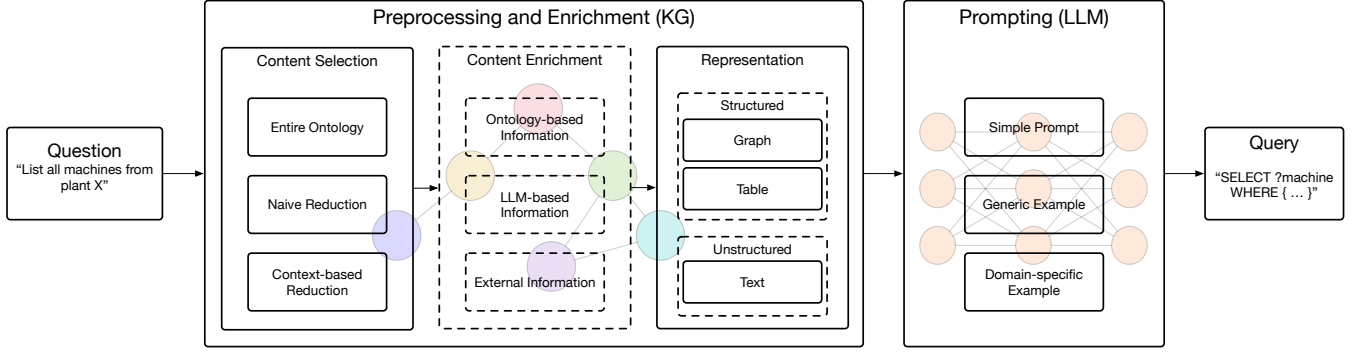 Preprocessing and Enrichment (KG)
Prompting (LLM)
Question
“List all machines from
plant X”
Content Selection
Entire Ontology
Naive Reduction
Context-based
Reduction
Content Enrichment
Ontology-based
Information
LLM-based
Information
External Information
Representation
Structured
Graph
Table
Unstructured
Text
Simple Prompt
Generic Example
Domain-specific
Example
Query
“SELECT ?machine
WHERE { … }”